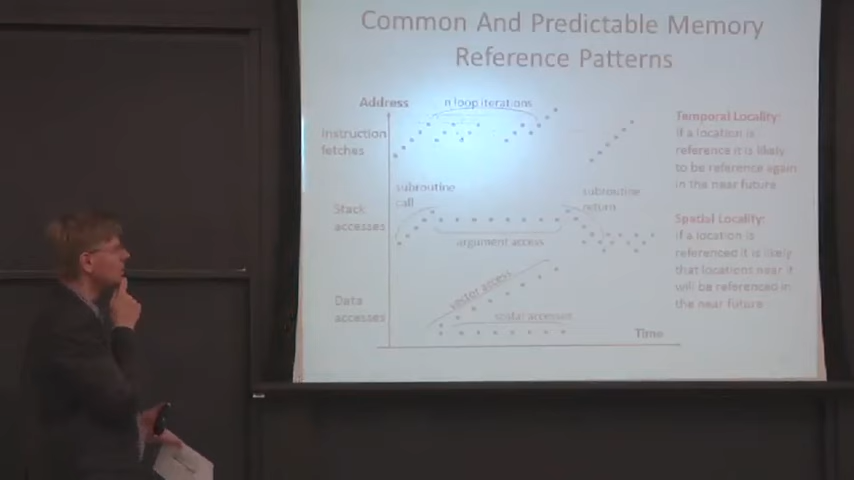 Common And Predictable Memory
Reference Patterns
Address
n loop iterations
Instruction
fetches
subroutine
call
Stack
accesses
argument access
subroutine
return
Data
accesses
vector access
scalar accesses
Time
Temporal Locality:
If a location is
reference it is likely
to be reference again
in the near future
Spatial Locality:
If a location is
referenced it is likely
that locations near it
will be referenced in
the near future